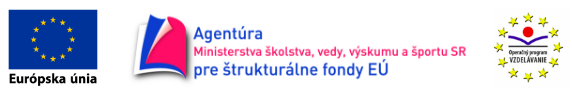 Európska únia
Agentúra
Ministerstva školstva, vedy, výskumu a športu SR
pre štrukturálne fondy EÚ
Operačný program
VZDELÁVANIE